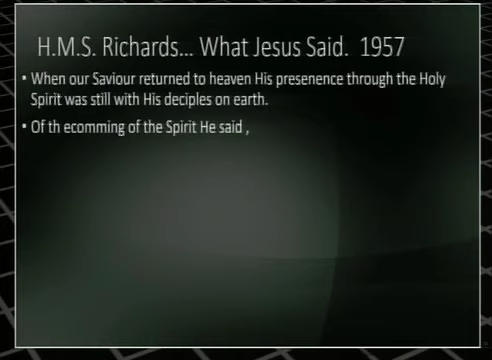 H.M.S. Richards... What Jesus Said. 1957
▪ When our Saviour returned to heaven His presenence through the Holy
Spirit was still with His deciples on earth.
▪ Of th ecomming of the Spirit He said ,